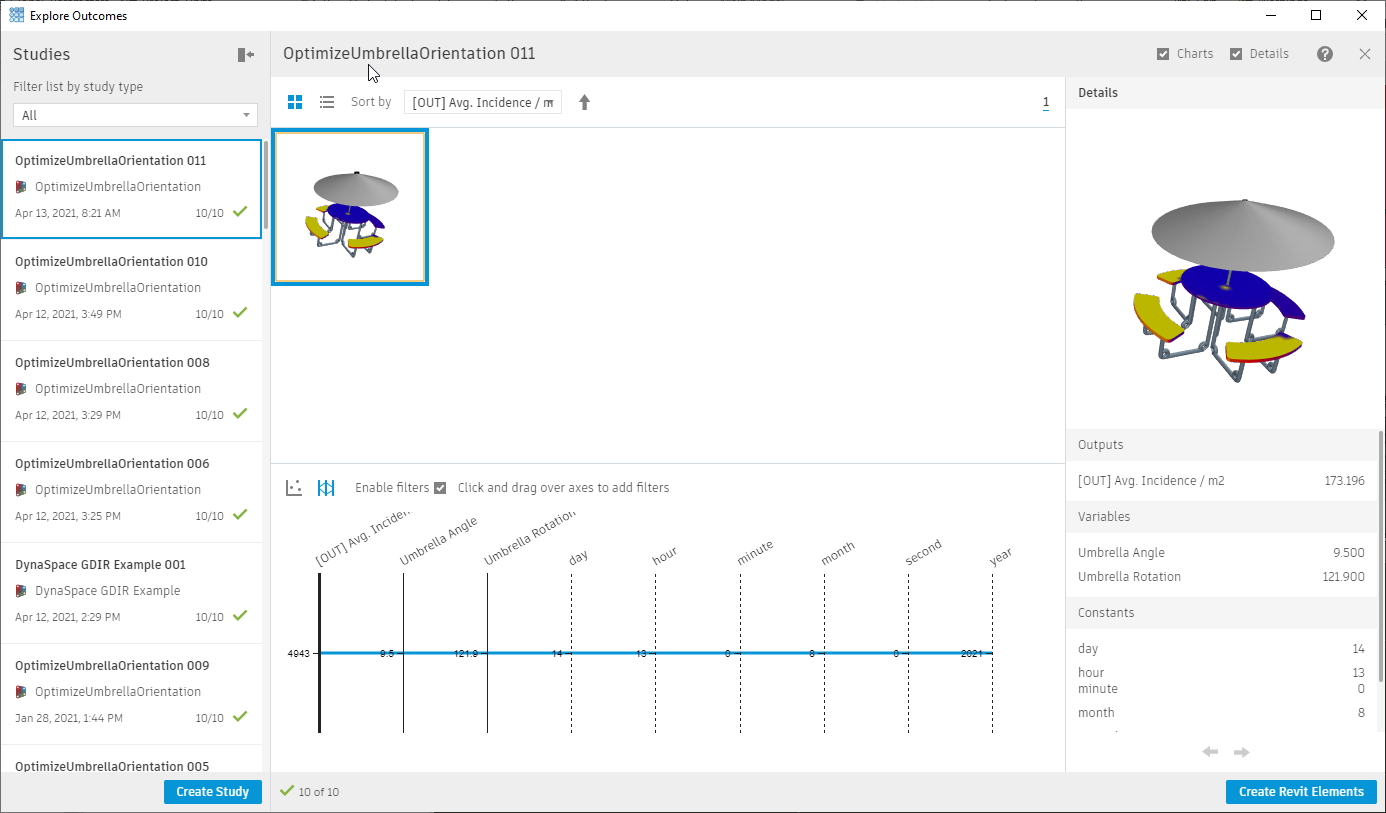 Explore Outcomes
Studies
Filter list by study type
All
OptimizeUmbrellaOrientation 011
OptimizeUmbrellaOrientation
Apr 13, 2021, 8:21 AM 10/10
OptimizeUmbrellaOrientation 010
OptimizeUmbrellaOrientation
Apr 12, 2021, 3:49 PM 10/10
OptimizeUmbrellaOrientation 008
OptimizeUmbrellaOrientation
Apr 12, 2021, 3:29 PM 10/10
OptimizeUmbrellaOrientation 006
OptimizeUmbrellaOrientation
Apr 12, 2021, 3:25 PM 10/10
DynaSpace GDIR Example 001
DynaSpace GDIR Example
Apr 12, 2021, 2:29 PM 10/10
OptimizeUmbrellaOrientation 009
OptimizeUmbrellaOrientation
Jan 28, 2021, 1:44 PM 10/10
OptimizeUmbrellaOrientation 005
Create Study
OptimizeUmbrellaOrientation 011
Charts Details
Sort by [OUT] Avg. Incidence / m 1
Enable filters Click and drag over axes to add filters
[OUT] Avg. Inciden
Umbrella Angle
Umbrella Rotation
day
hour
minute
month
second
year
4943 9.5 121.9 14 13 0 8 0 2021
10 of 10
Details
Outputs
[OUT] Avg. Incidence / m2 173.196
Variables
Umbrella Angle 9.500
Umbrella Rotation 121.900
Constants
day 14
hour 13
minute 0
month 8
Create Revit Elements